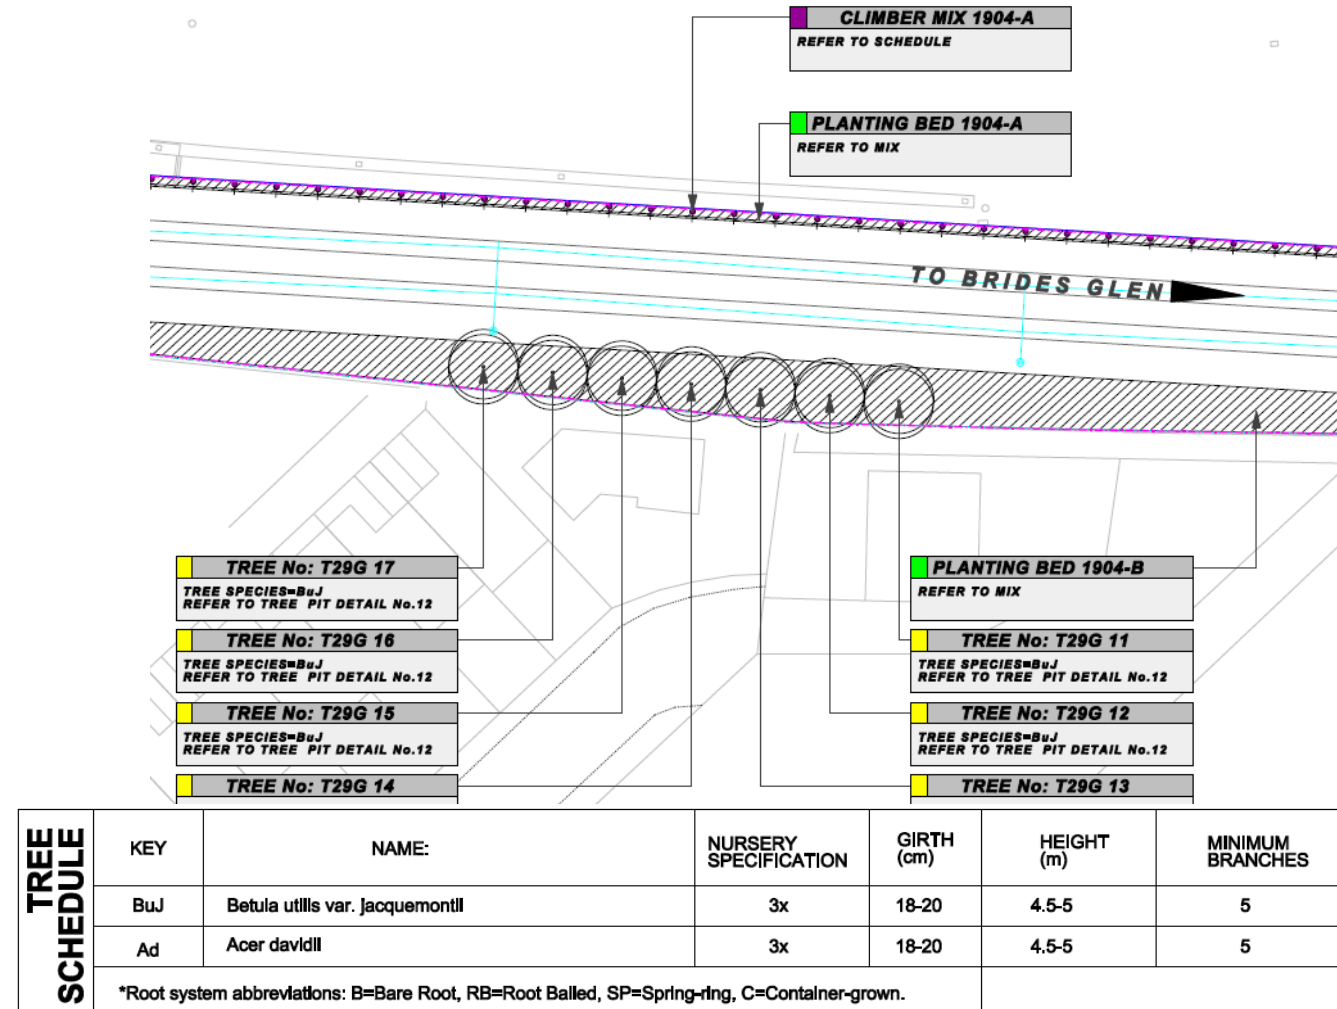 CLIMBER MIX 1904-A
REFER TO SCHEDULE
PLANTING BED 1904-A
REFER TO MIX
TO BRIDES GLEN
TREE No: T29G 17
TREE SPECIES=BuJ
REFER TO TREE PIT DETAIL No.12
TREE No: T29G 16
TREE SPECIES=BuJ
REFER TO TREE PIT DETAIL No.12
TREE No: T29G 15
TREE SPECIES=BuJ
REFER TO TREE PIT DETAIL No.12
TREE No: T29G 14
PLANTING BED 1904-B
REFER TO MIX
TREE No: T29G 11
TREE SPECIES=BuJ
REFER TO TREE PIT DETAIL No.12
TREE No: T29G 12
TREE SPECIES=BuJ
REFER TO TREE PIT DETAIL No.12
TREE No: T29G 13
TREE
SCHEDULE
KEY
NAME:
NURSERY
SPECIFICATION
GIRTH
(cm)
HEIGHT
(m)
MINIMUM
BRANCHES
BuJ
Betula utilis var. jacquemontii
3x
18-20
4.5-5
5
Ad
Acer davidii
3x
18-20
4.5-5
5
*Root system abbreviations: B=Bare Root, RB=Root Balled, SP=Spring-ring, C=Container-grown.